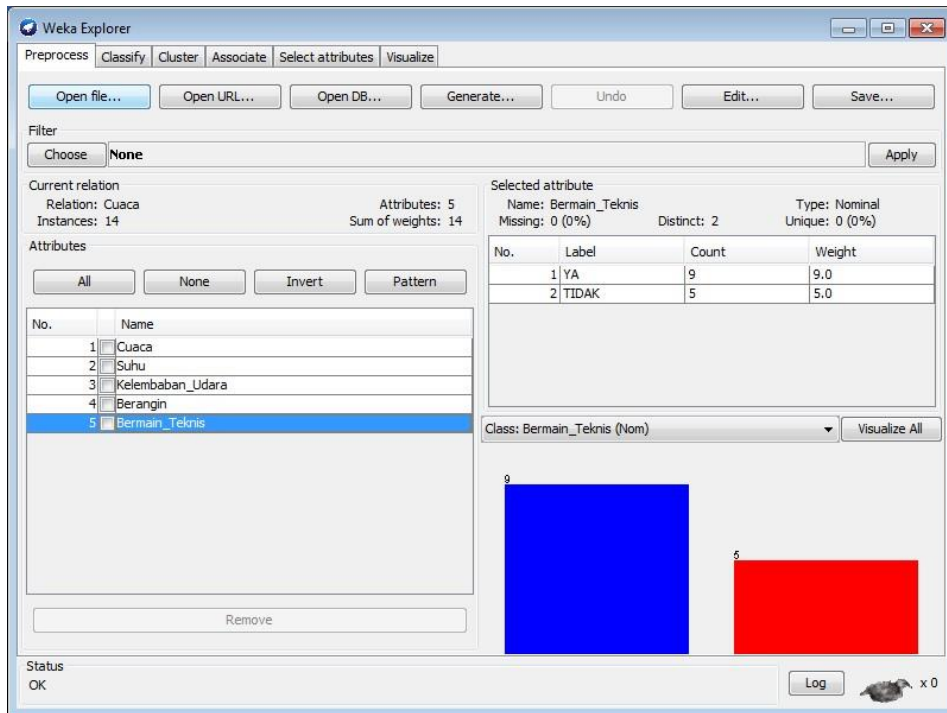 Weka Explorer
Preprocess Classify Cluster Associate Select attributes Visualize
Open file... Open URL... Open DB... Generate... Undo Edit... Save...
Filter
Choose None Apply
Current relation
Relation: Cuaca Attributes: 5
Instances: 14 Sum of weights: 14
Attributes
All None Invert Pattern
No. Name
1 Cuaca
2 Suhu
3 Kelembaban_Udara
4 Berangin
5 Bermain_Teknis
Remove
Selected attribute
Name: Bermain_Teknis Type: Nominal
Missing: 0 (0%) Distinct: 2 Unique: 0 (0%)
No. Label Count Weight
1 YA 9 9.0
2 TIDAK 5 5.0
Class: Bermain_Teknis (Nom) Visualize All
9
5
Status
OK Log x 0